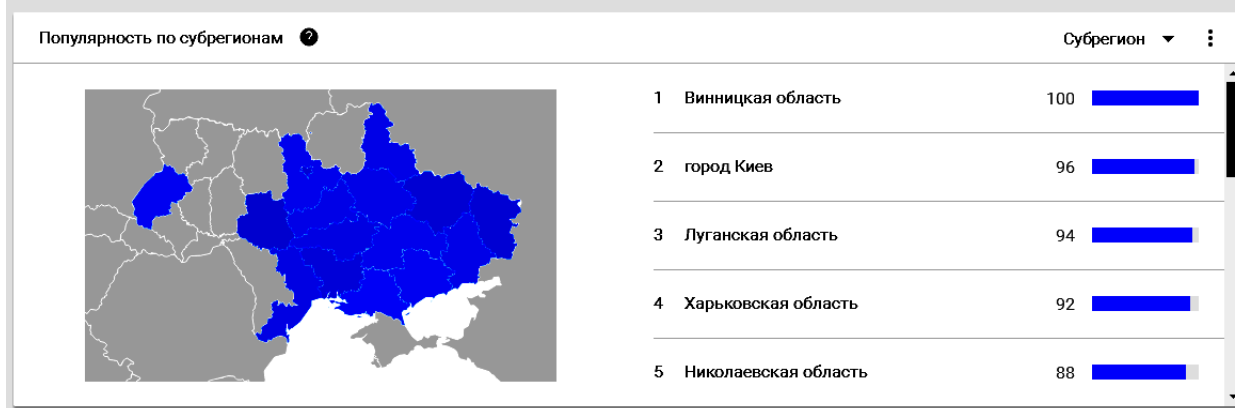 Популярность по субрегионам ?
Субрегион
1 Винницкая область 100
2 город Киев 96
3 Луганская область 94
4 Харьковская область 92
5 Николаевская область 88